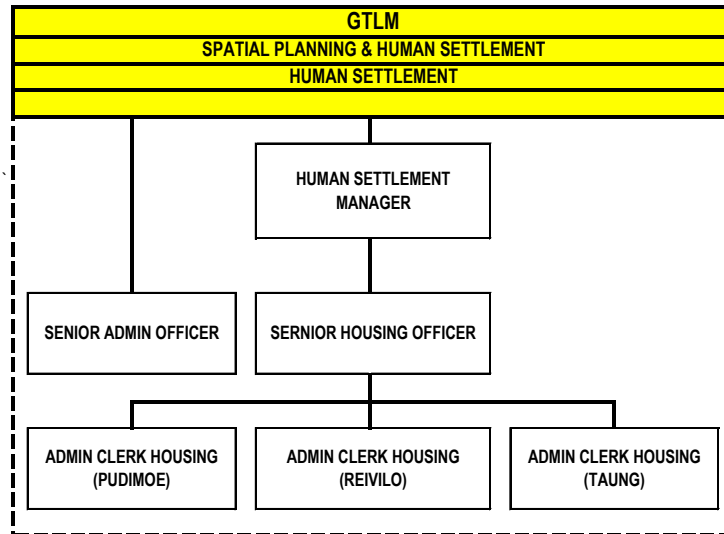 GTLM
SPATIAL PLANNING & HUMAN SETTLEMENT
HUMAN SETTLEMENT
`
HUMAN SETTLEMENT
MANAGER
SENIOR ADMIN OFFICER
SERNIOR HOUSING OFFICER
ADMIN CLERK HOUSING
(PUDIMOE)
ADMIN CLERK HOUSING
(REIVILO)
ADMIN CLERK HOUSING
(TAUNG)